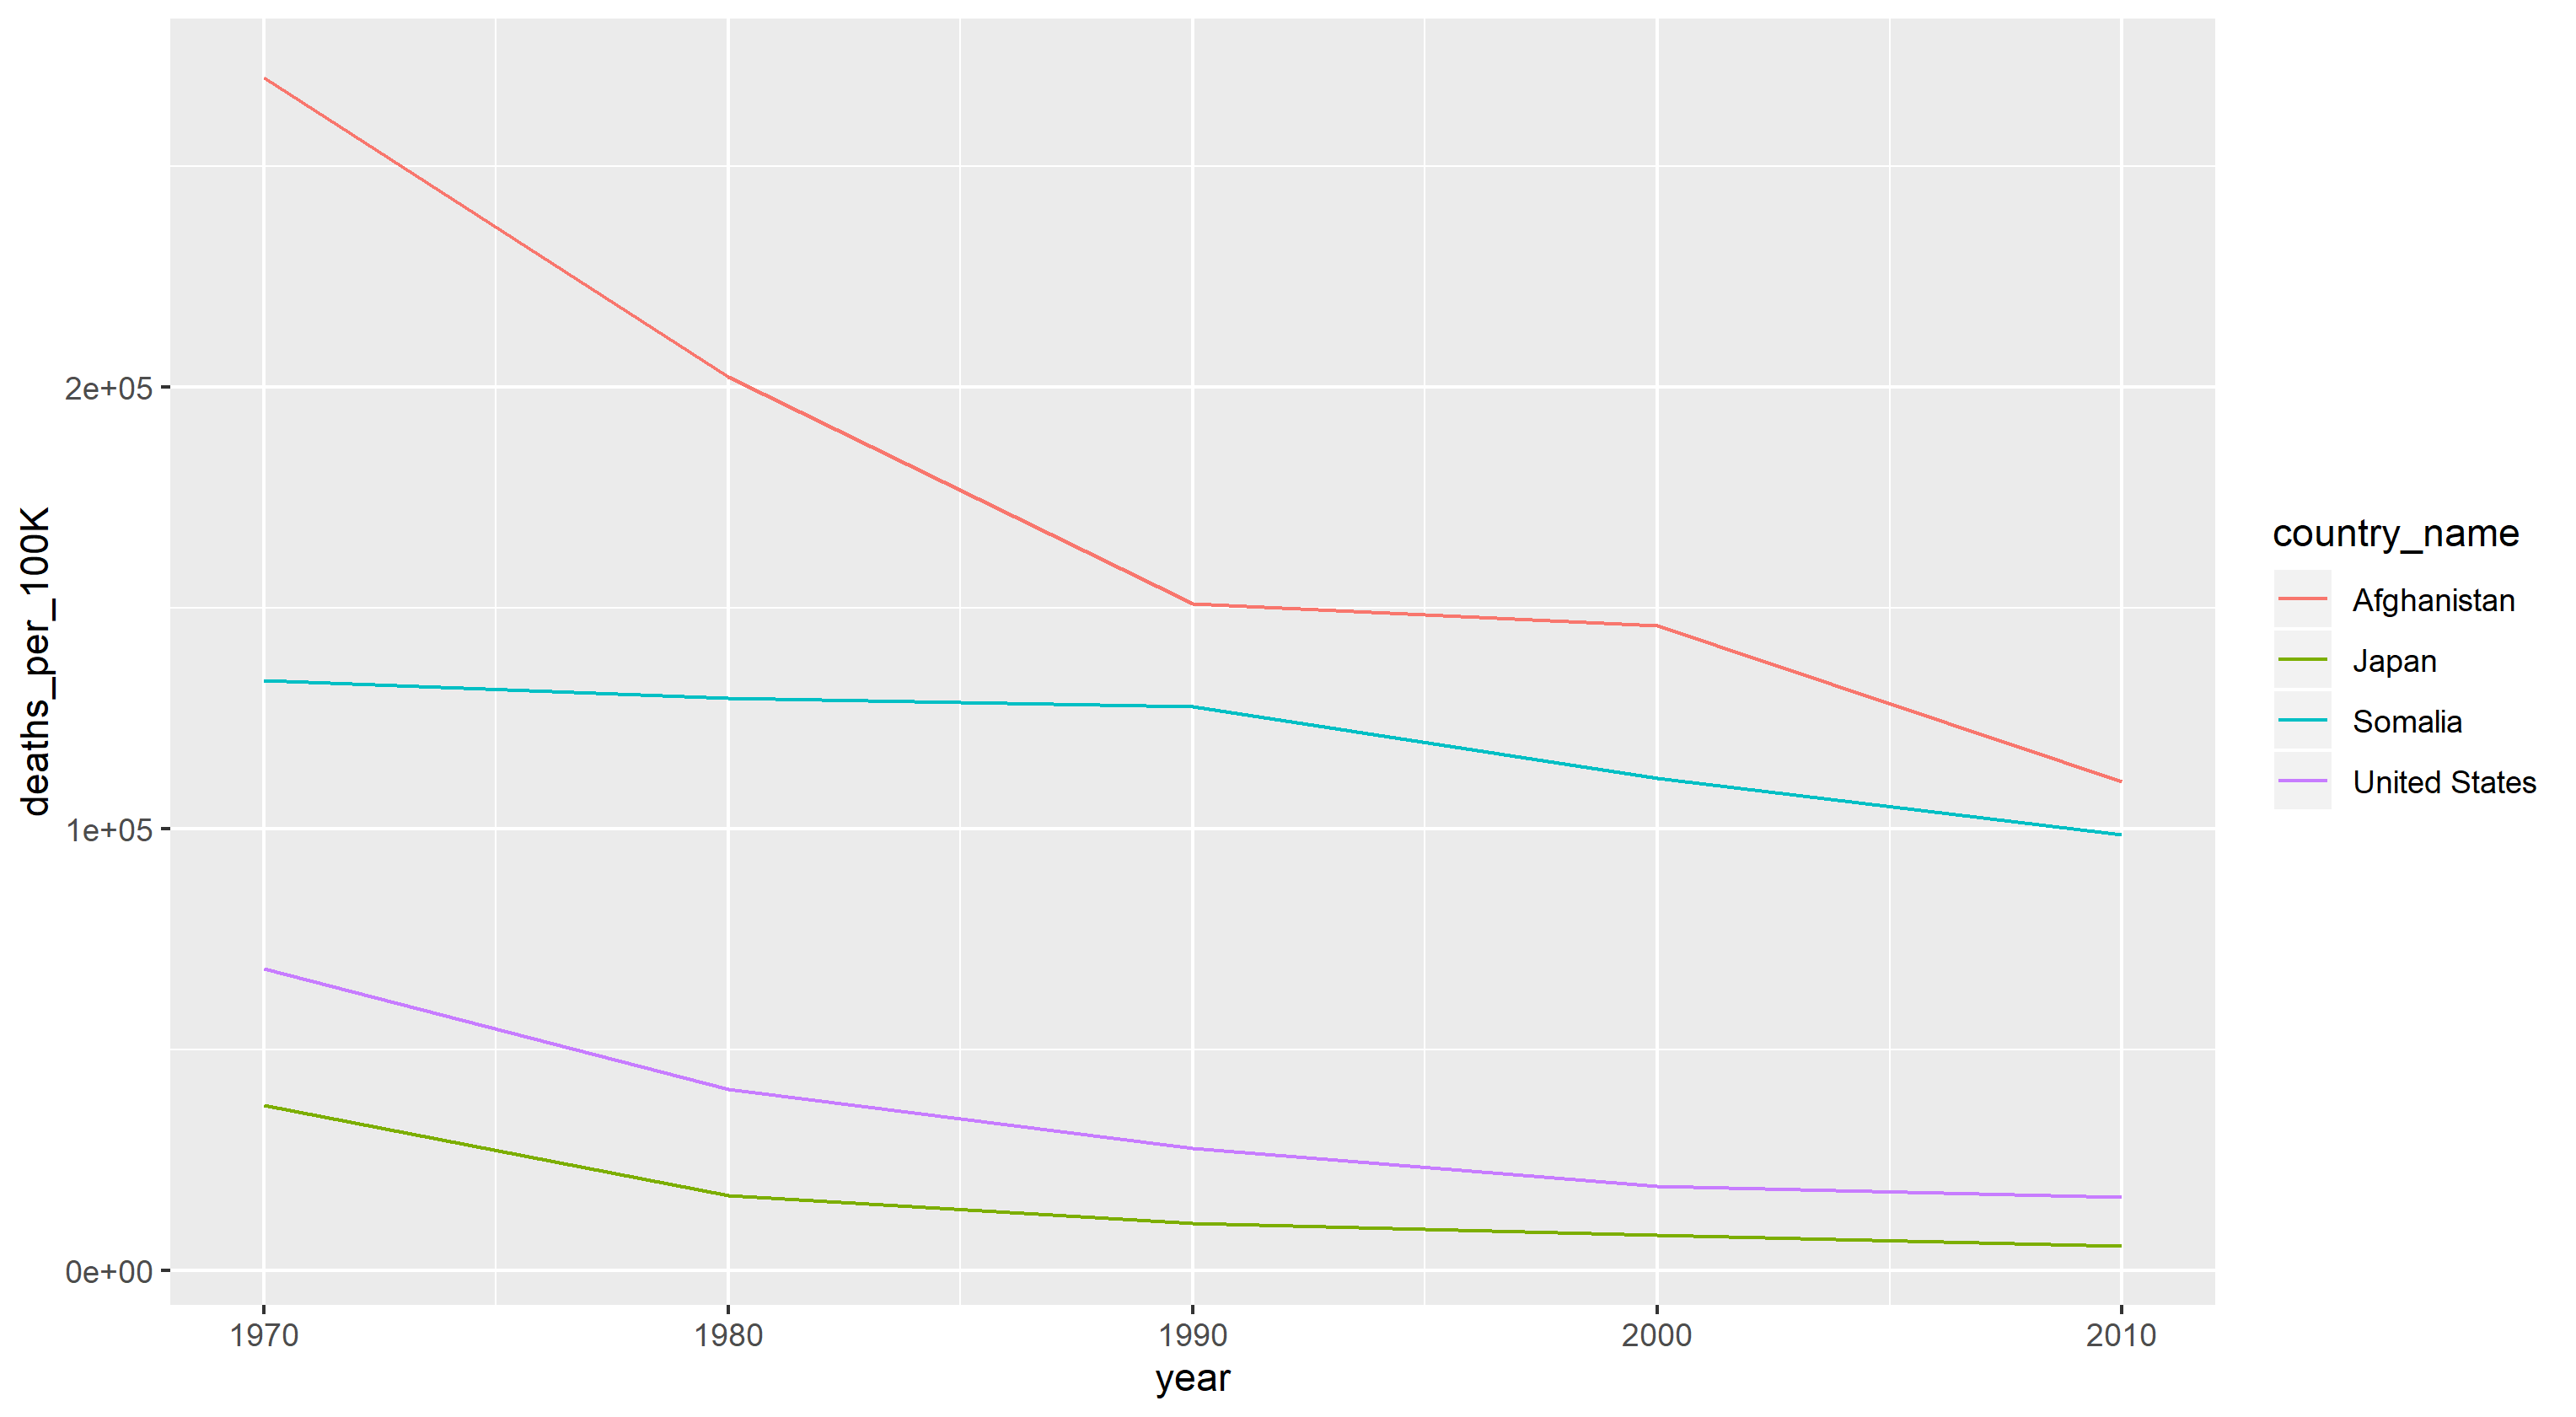 deaths_per_100K
2e+05
1e+05
0e+00
1970 1980 1990 2000 2010
year
country_name
Afghanistan
Japan
Somalia
United States